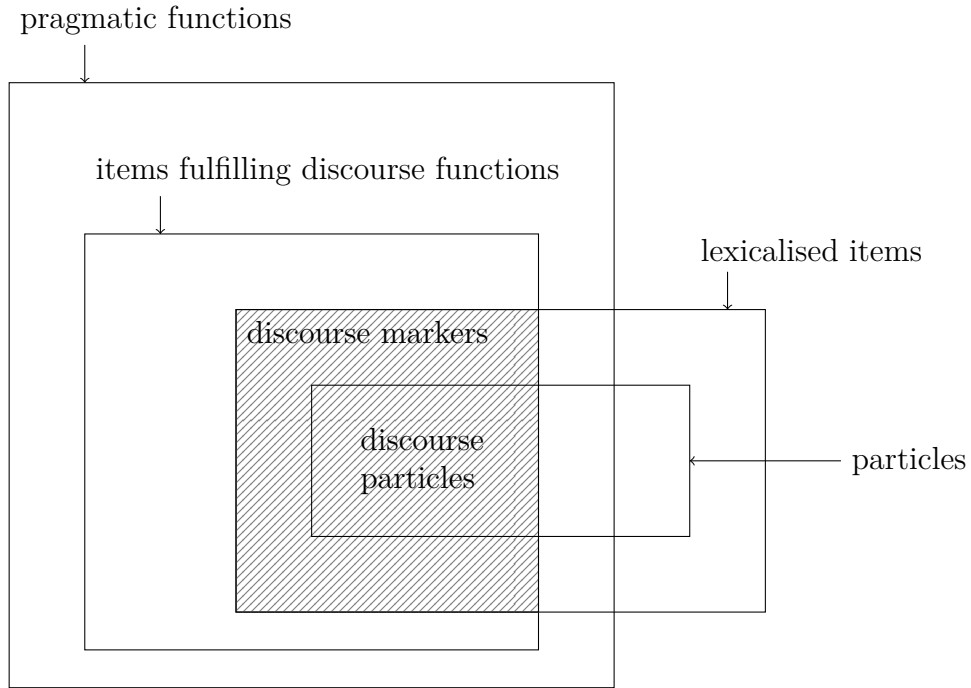 pragmatic functions
items fulfilling discourse functions
lexicalised items
discourse markers
discourse
particles
particles